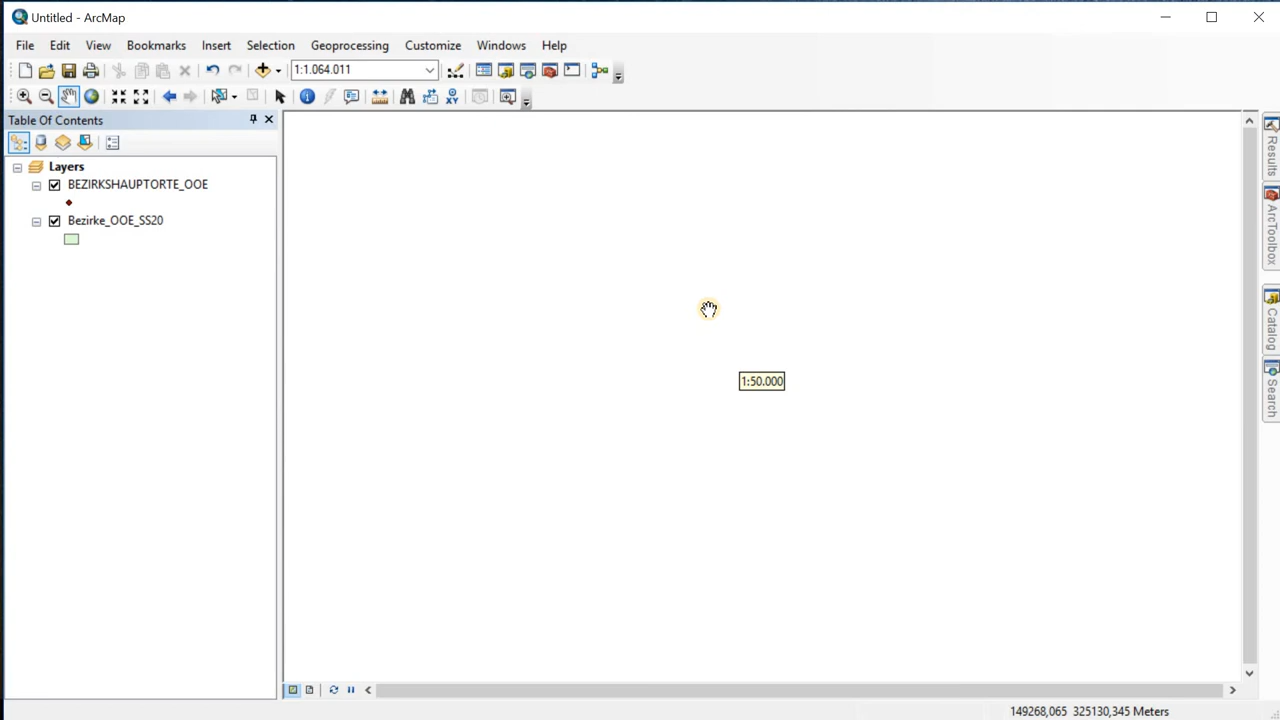 Untitled - ArcMap
File Edit View Bookmarks Insert Selection Geoprocessing Customize Windows Help
1:1.064.011
Table Of Contents
Layers
BEZIRKSHAUPTORTE_OOE
Bezirke_OOE_SS20
1:50.000
Results
ArcToolbox
Catalog
Search
149268,065 325130,345 Meters